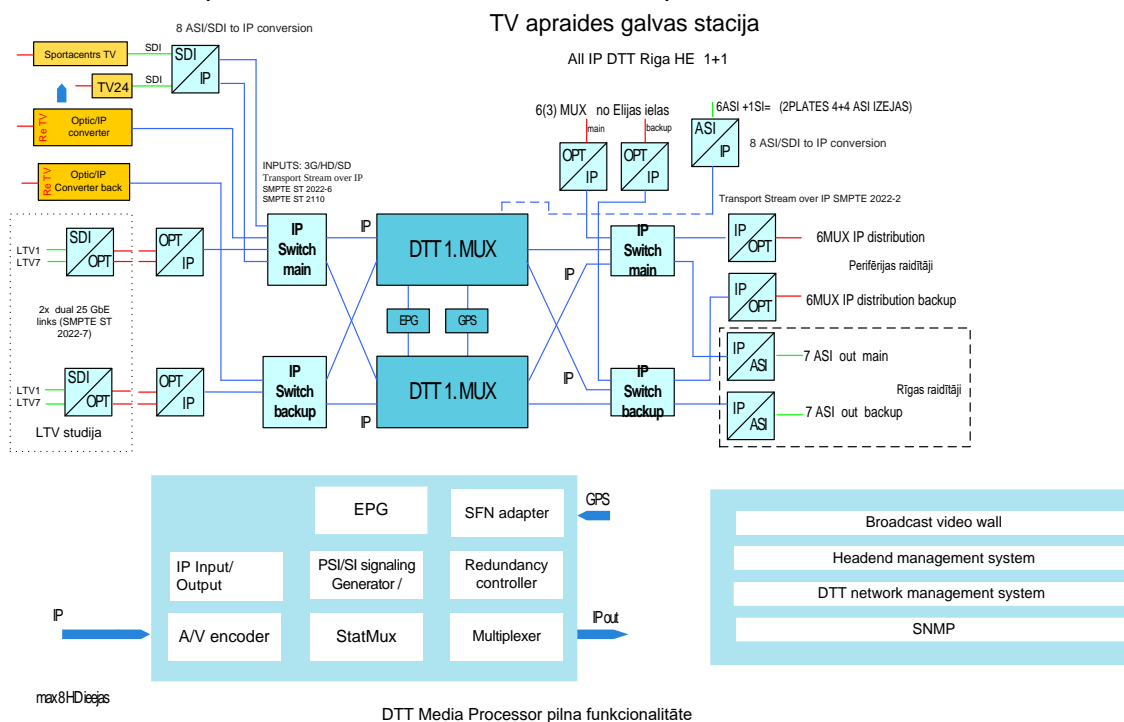 TV apraides galvas stacija
8 ASI/SDI to IP conversion
All IP DTT Riga HE 1+1
Sportacentrs TV
SDI
SDI
IP
TV24
SDI
Re TV
Optic/IP
converter
Re TV
Optic/IP
Converter back
6(3) MUX no Elijas ielas
main
backup
6ASI +1SI= (2PLATES 4+4 ASI IZEJAS)
OPT
IP
OPT
IP
ASI
IP
8 ASI/SDI to IP conversion
INPUTS: 3G/HD/SD
Transport Stream over IP
SMPTE ST 2022-6
SMPTE ST 2110
Transport Stream over IP SMPTE 2022-2
LTV1
LTV7
SDI
OPT
OPT
IP
IP
Switch
main
IP
DTT 1. MUX
IP
IP
Switch
main
IP
OPT
6MUX IP distribution
Perifērijas raidītāji
2x dual 25 GbE
links (SMPTE ST
2022-7)
EPG
GPS
IP
OPT
6MUX IP distribution backup
IP
ASI
7 ASI out main
LTV1
LTV7
SDI
OPT
OPT
IP
IP
Switch
backup
IP
DTT 1. MUX
IP
IP
Switch
backup
Rīgas raidītāji
IP
ASI
7 ASI out backup
LTV studija
EPG
SFN adapter
GPS
IP Input/
Output
PSI/SI signaling
Generator /
Redundancy
controller
IP
A/V encoder
StatMux
Multiplexer
IP out
max 8 HD ieejas
DTT Media Processor pilna funkcionalitāte
Broadcast video wall
Headend management system
DTT network management system
SNMP